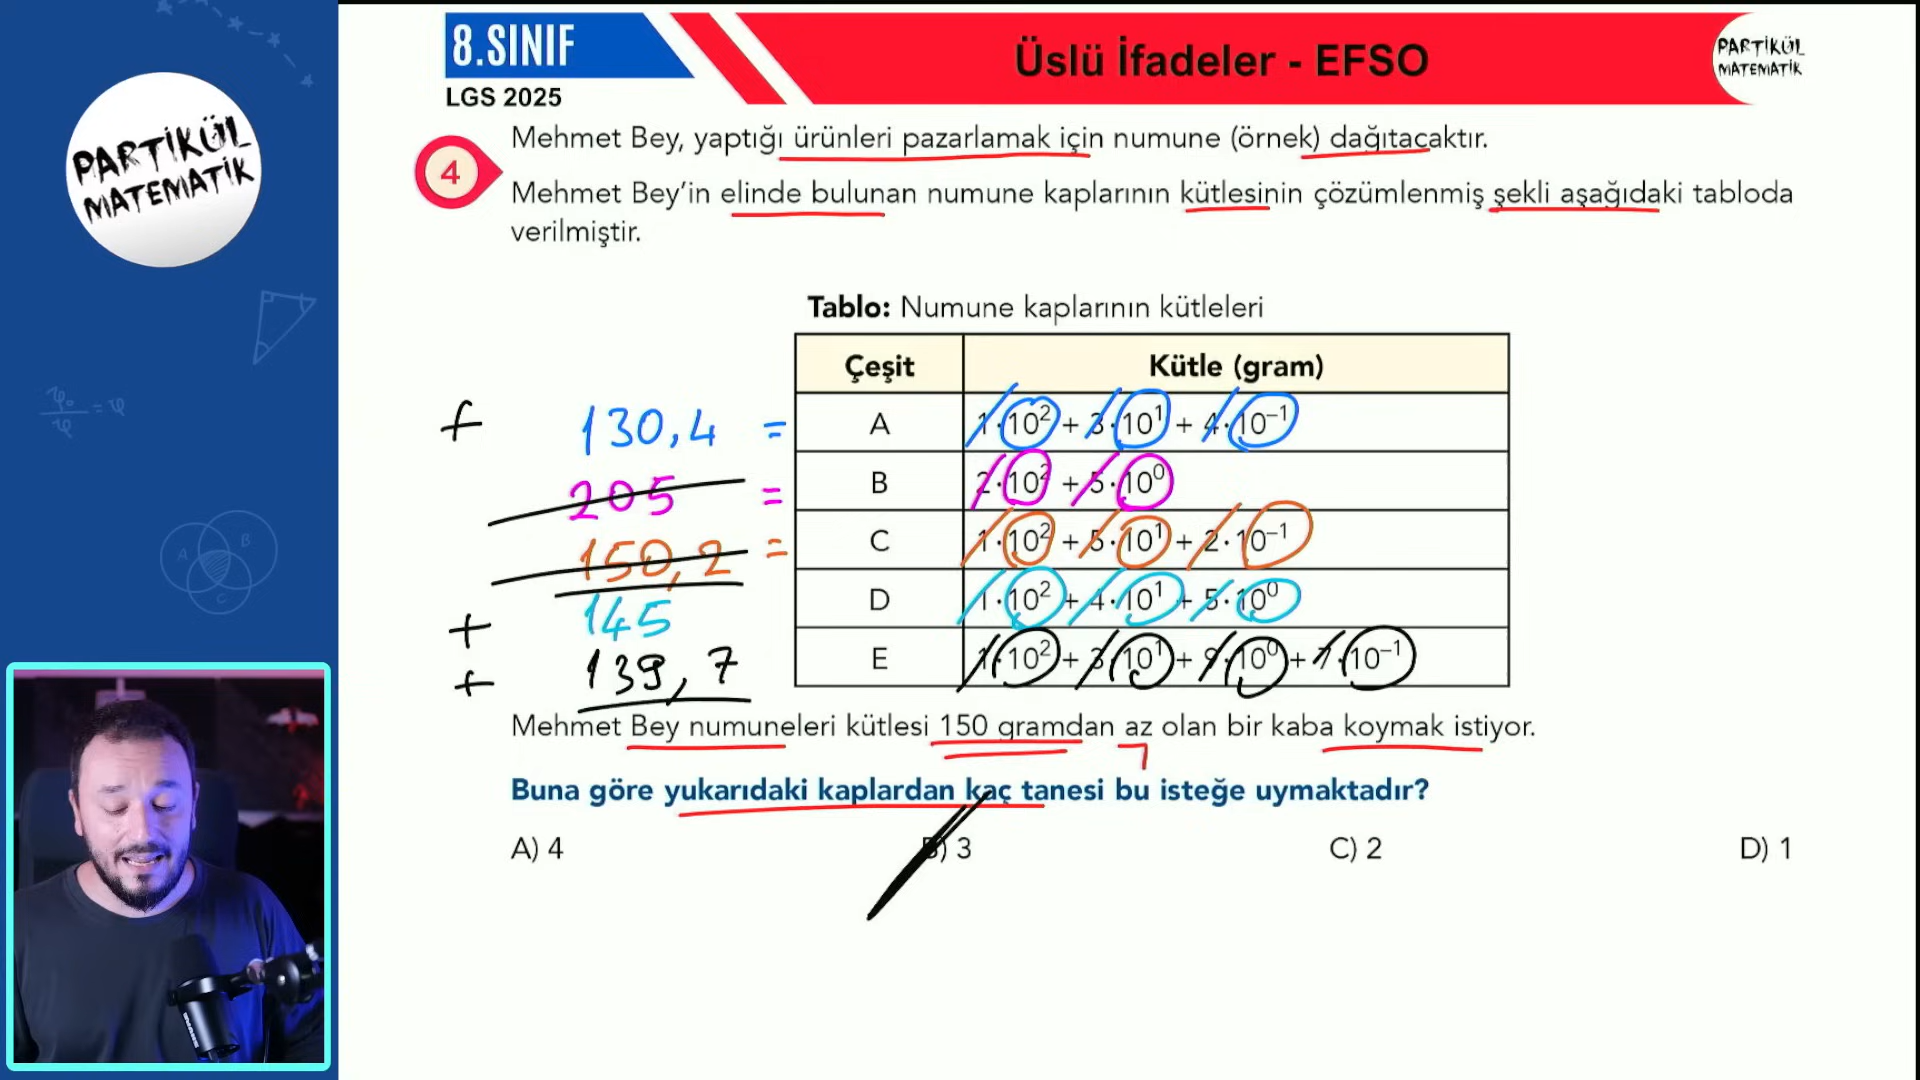 PARTİKÜL
MATEMATİK
8.SINIF
LGS 2025
Üslü İfadeler - EFSO
PARTİKÜL
MATEMATİK
4
Mehmet Bey, yaptığı ürünleri pazarlamak için numune (örnek) dağıtacaktır.
Mehmet Bey'in elinde bulunan numune kaplarının kütlesinin çözümlenmiş şekli aşağıdaki tabloda
verilmiştir.
Tablo: Numune kaplarının kütleleri
Çeşit Kütle (gram)
+ 130,4 = A 1·10² + 3·10¹ + 4·10⁻¹
205 = B 2·10² + 5·10⁰
150,2 = C 1·10² + 5·10¹ + 2·10⁻¹
+ 145 D 1·10² + 4·10¹ + 5·10⁰
+ 139,7 E 1·10² + 3·10¹ + 9·10⁰ + 7·10⁻¹
Mehmet Bey numuneleri kütlesi 150 gramdan az olan bir kaba koymak istiyor.
Buna göre yukarıdaki kaplardan kaç tanesi bu isteğe uymaktadır?
A) 4 B) 3 C) 2 D) 1